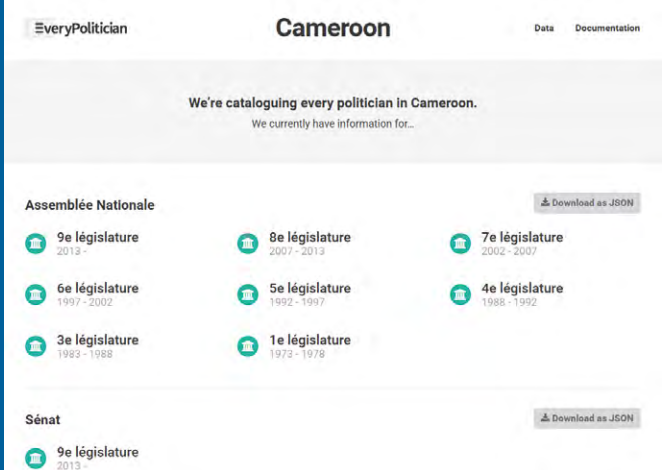 EveryPolitician
Cameroon
Data Documentation
We're cataloguing every politician in Cameroon.
We currently have information for...
Assemblée Nationale
Download as JSON
9e législature
2013 -
8e législature
2007 - 2013
7e législature
2002 - 2007
6e législature
1997 - 2002
5e législature
1992 - 1997
4e législature
1988 - 1992
3e législature
1983 - 1988
1e législature
1973 - 1978
Sénat
Download as JSON
9e législature
2013 -